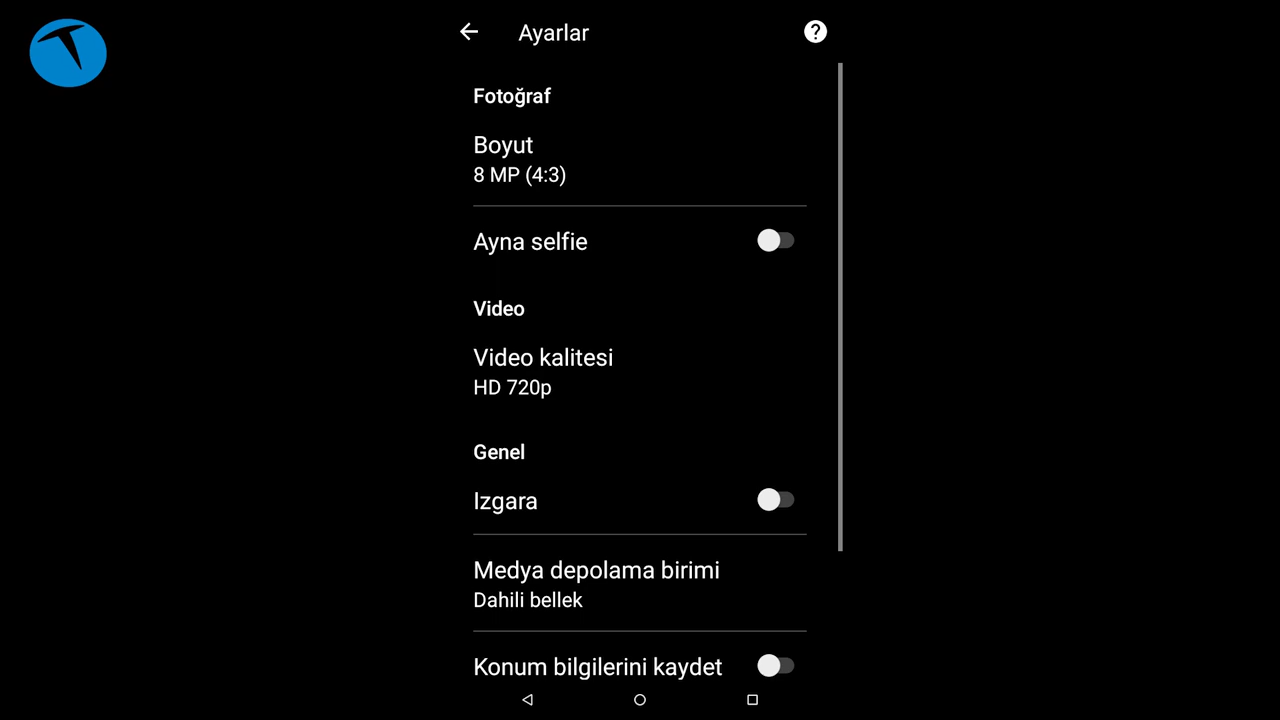 Ayarlar
Fotoğraf
Boyut
8 MP (4:3)
Ayna selfie
Video
Video kalitesi
HD 720p
Genel
Izgara
Medya depolama birimi
Dahili bellek
Konum bilgilerini kaydet